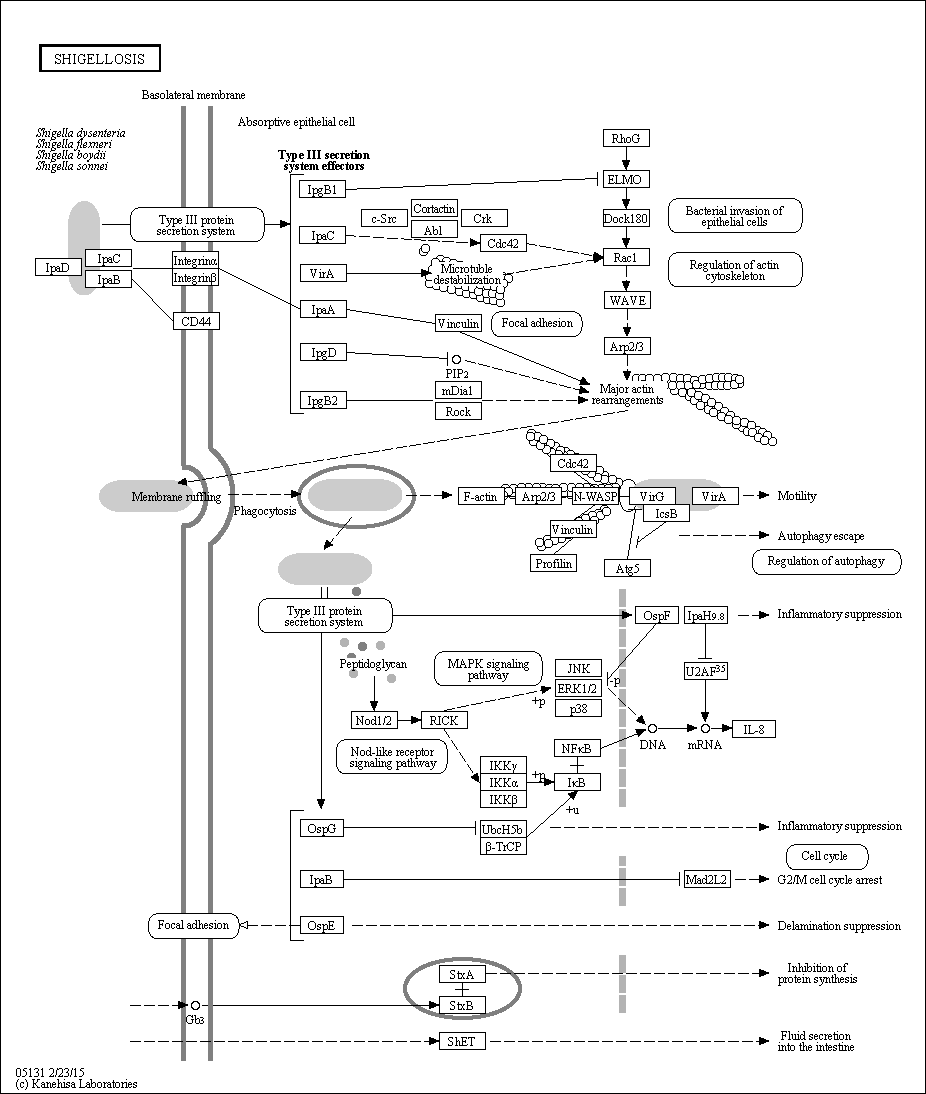 SHIGELLOSIS
Basolateral membrane
Absorptive epithelial cell
Shigella dysenteria
Shigella flexneri
Shigella boydii
Shigella sonnei
Type III secretion
system effectors
RhoG
IpgB1
ELMO
Type III protein
secretion system
c-Src
Cortactin
Crk
Abl
Dock180
Bacterial invasion of
epithelial cells
IpaC
Cdc42
Rac1
IpaD
IpaC
IpaB
Integrinα
Integrinβ
VirA
Microtuble
destabilization
Regulation of actin
cytoskeleton
WAVE
CD44
IpaA
Vinculin
Focal adhesion
IpgD
PIP2
Arp2/3
IpgB2
mDia1
Rock
Major actin
rearrangements
Cdc42
Membrane ruffling
Phagocytosis
F-actin
Arp2/3
N-WASP
VirG
VirA
Motility
IcsB
Vinculin
Autophagy escape
Profilin
Atg5
Regulation of autophagy
Type III protein
secretion system
OspF
IpaH9.8
Inflammatory suppression
Peptidoglycan
MAPK signaling
pathway
JNK
ERK1/2
p38
-p
+p
U2AF35
Nod1/2
RICK
DNA
mRNA
IL-8
Nod-like receptor
signaling pathway
NFκB
IKKγ
IKKα
IKKβ
+p
IκB
+u
OspG
UbcH5b
β-TrCP
Inflammatory suppression
Cell cycle
IpaB
Mad2L2
G2/M cell cycle arrest
Focal adhesion
OspE
Delamination suppression
StxA
StxB
Inhibition of
protein synthesis
Gb3
ShET
Fluid secretion
into the intestine
05131 2/23/15
(c) Kanehisa Laboratories